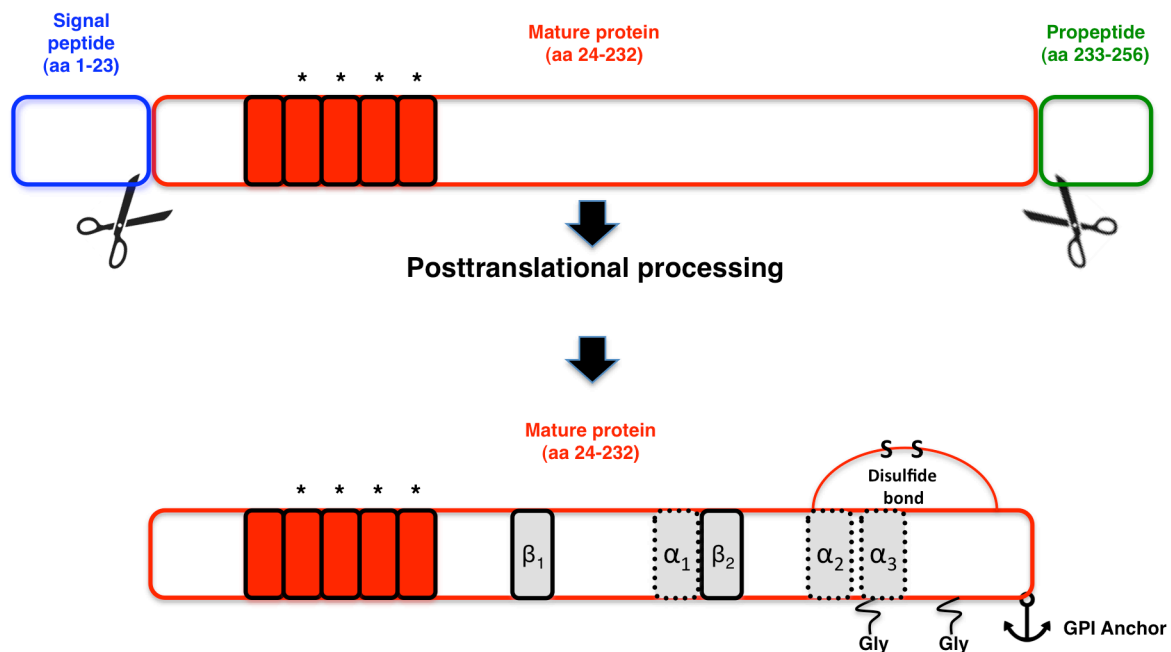 Signal
peptide
(aa 1-23)
Mature protein
(aa 24-232)
Propeptide
(aa 233-256)
* * * *
Posttranslational processing
Mature protein
(aa 24-232)
* * * *
S S
Disulfide
bond
β1 α1 β2 α2 α3
Gly Gly
GPI Anchor